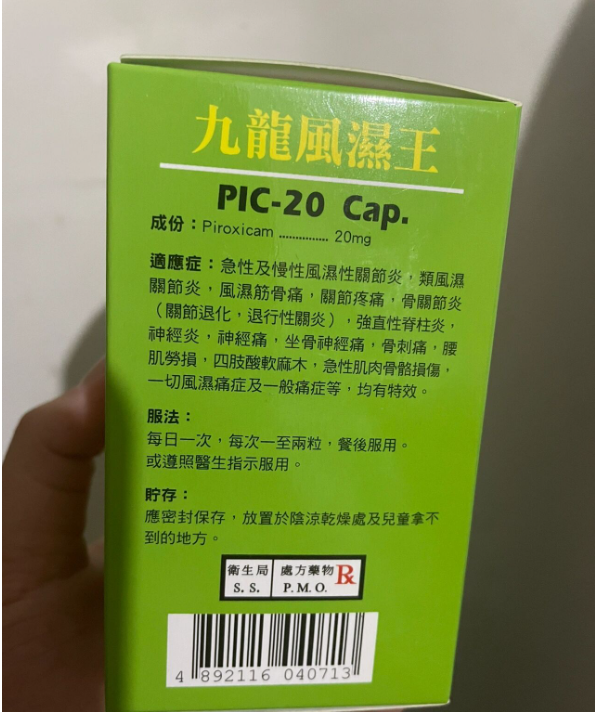 九龍風濕王
PIC-20 Cap.
成份：Piroxicam ............... 20mg
適應症：急性及慢性風濕性關節炎，類風濕
關節炎，風濕筋骨痛，關節疼痛，骨關節炎
（關節退化，退行性關炎），強直性脊柱炎，
神經炎，神經痛，坐骨神經痛，骨刺痛，腰
肌勞損，四肢酸軟麻木，急性肌肉骨骼損傷，
一切風濕痛症及一般痛症等，均有特效。
服法：
每日一次，每次一至兩粒，餐後服用。
或遵照醫生指示服用。
貯存：
應密封保存，放置於陰涼乾燥處及兒童拿不
到的地方。
衛生局 處方藥物 ℞
S. S. P. M. O.
4 892116 040713